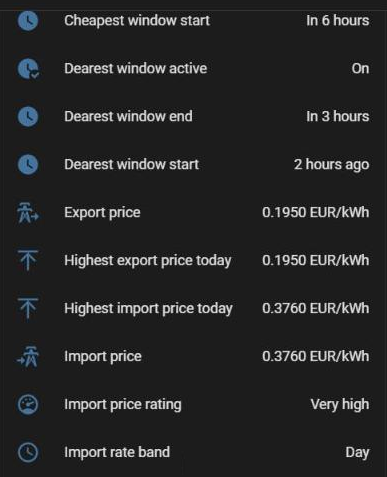 Cheapest window start In 6 hours
Dearest window active On
Dearest window end In 3 hours
Dearest window start 2 hours ago
Export price 0.1950 EUR/kWh
Highest export price today 0.1950 EUR/kWh
Highest import price today 0.3760 EUR/kWh
Import price 0.3760 EUR/kWh
Import price rating Very high
Import rate band Day